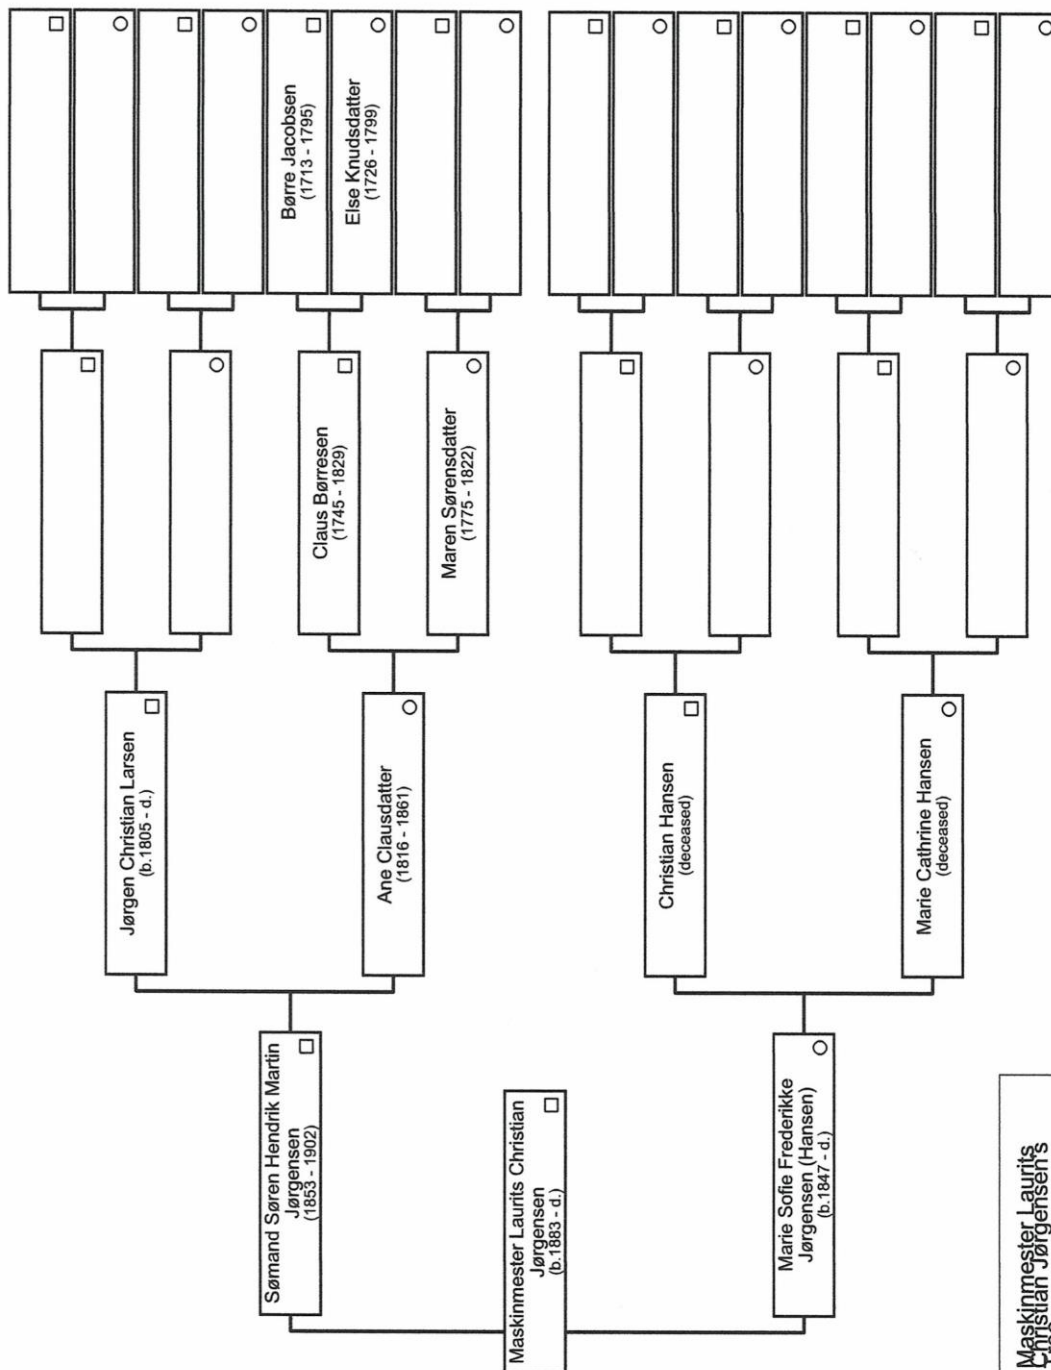 Børre Jacobsen
(1713 - 1795)
Else Knudsdatter
(1726 - 1799)
Claus Børresen
(1745 - 1829)
Maren Sørensdatter
(1775 - 1822)
Jørgen Christian Larsen
(b.1805 - d.)
Ane Clausdatter
(1816 - 1861)
Christian Hansen
(deceased)
Marie Cathrine Hansen
(deceased)
Sømand Søren Hendrik Martin
Jørgensen
(1853 - 1902)
Maskinmester Laurits Christian
Jørgensen
(b.1883 - d.)
Marie Sofie Frederikke
Jørgensen (Hansen)
(b.1847 - d.)
Maskinmester Laurits
Christian Jørgensen's